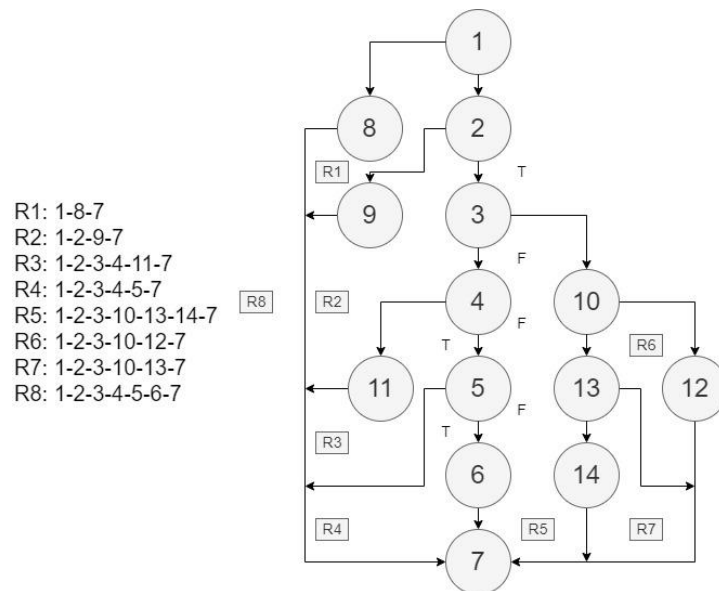 1
8
2
R1
T
R1: 1-8-7
R2: 1-2-9-7
R3: 1-2-3-4-11-7
R4: 1-2-3-4-5-7
R5: 1-2-3-10-13-14-7
R6: 1-2-3-10-12-7
R7: 1-2-3-10-13-7
R8: 1-2-3-4-5-6-7
9
3
F
R8
R2
4
F
10
T
R6
11
5
F
13
12
R3
T
6
14
R4
R5
R7
7